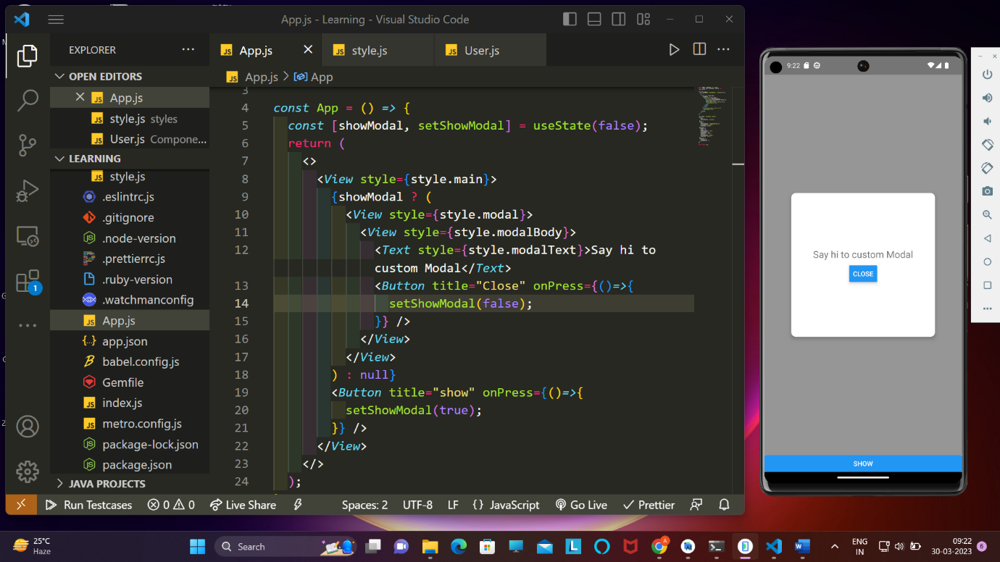 App.js - Learning - Visual Studio Code
EXPLORER
App.js
style.js
User.js
OPEN EDITORS
App.js
style.js styles
User.js Compone...
LEARNING
style.js
.eslintrc.js
.gitignore
.node-version
.prettierrc.js
.ruby-version
.watchmanconfig
App.js
app.json
babel.config.js
Gemfile
index.js
metro.config.js
package-lock.json
package.json
JAVA PROJECTS
1
App.js > App
3
4 const App = () => {
5 const [showModal, setShowModal] = useState(false);
6 return (
7 <>
8 <View style={style.main}>
9 {showModal ? (
10 <View style={style.modal}>
11 <View style={style.modalBody}>
12 <Text style={style.modalText}>Say hi to
custom Modal</Text>
13 <Button title="Close" onPress={()=>{
14 setShowModal(false);
15 }} />
16 </View>
17 </View>
18 ) : null}
19 <Button title="show" onPress={()=>{
20 setShowModal(true);
21 }} />
22 </View>
23 </>
24 );
Run Testcases 0 0 Live Share Spaces: 2 UTF-8 LF {} JavaScript Go Live Prettier
9:22
Say hi to custom Modal
CLOSE
SHOW
25°C
Haze
Search
ENG
IN
09:22
30-03-2023
6